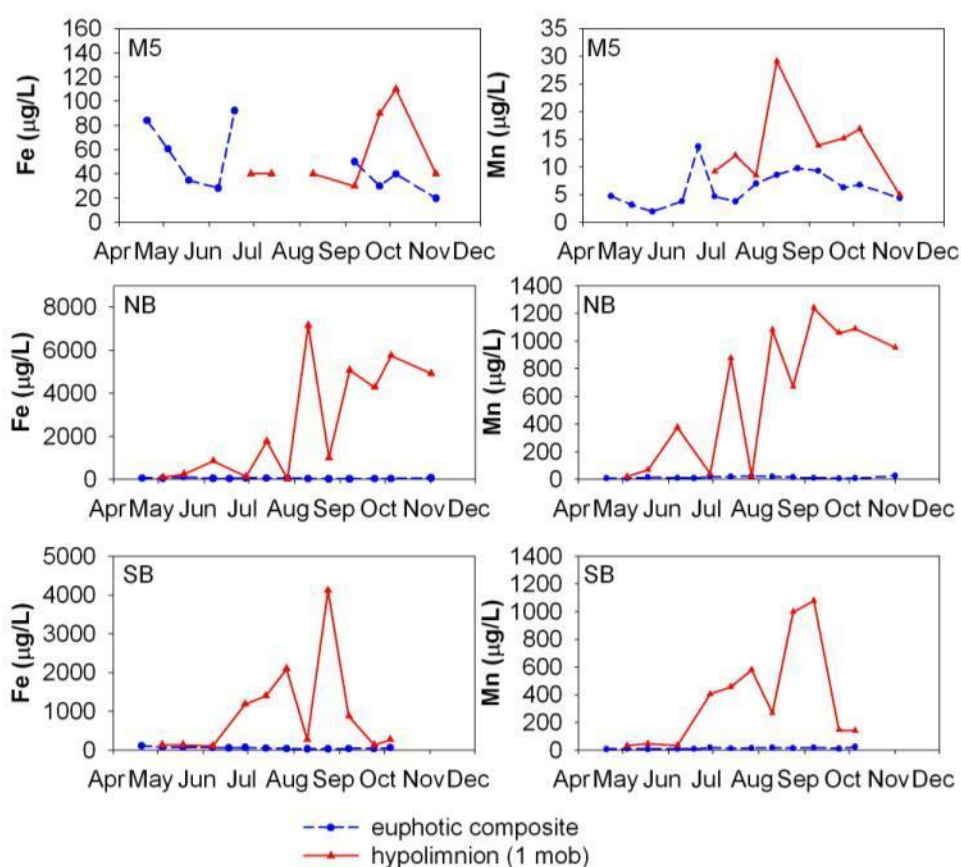 M5
Fe (µg/L)
160
140
120
100
80
60
40
20
0
Apr May Jun Jul Aug Sep Oct Nov Dec
M5
Mn (µg/L)
35
30
25
20
15
10
5
0
Apr May Jun Jul Aug Sep Oct Nov Dec
NB
Fe (µg/L)
8000
6000
4000
2000
0
Apr May Jun Jul Aug Sep Oct Nov Dec
NB
Mn (µg/L)
1400
1200
1000
800
600
400
200
0
Apr May Jun Jul Aug Sep Oct Nov Dec
SB
Fe (µg/L)
5000
4000
3000
2000
1000
0
Apr May Jun Jul Aug Sep Oct Nov Dec
SB
Mn (µg/L)
1400
1200
1000
800
600
400
200
0
Apr May Jun Jul Aug Sep Oct Nov Dec
euphotic composite
hypolimnion (1 mob)